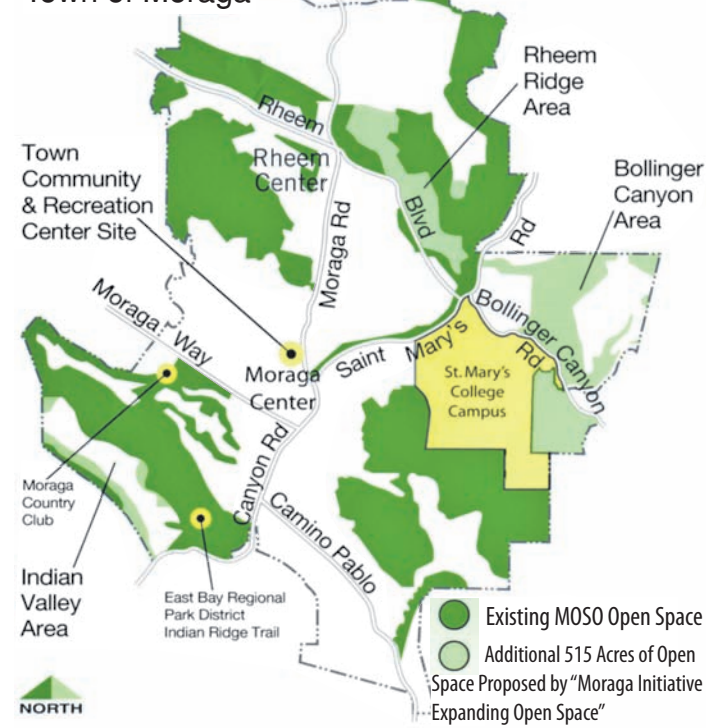 Town of Moraga
Rheem
Ridge
Area
Rheem
Blvd
Rheem
Center
Town
Community
& Recreation
Center Site
Bollinger
Canyon
Area
Moraga Rd
Rd
Moraga Way
Bollinger Canyon
Rd
Saint Mary's
Moraga
Center
St. Mary's
College
Campus
Canyon Rd
Camino Pablo
Moraga
Country
Club
Indian
Valley
Area
East Bay Regional
Park District
Indian Ridge Trail
Existing MOSO Open Space
Additional 515 Acres of Open
Space Proposed by "Moraga Initiative
Expanding Open Space"
NORTH